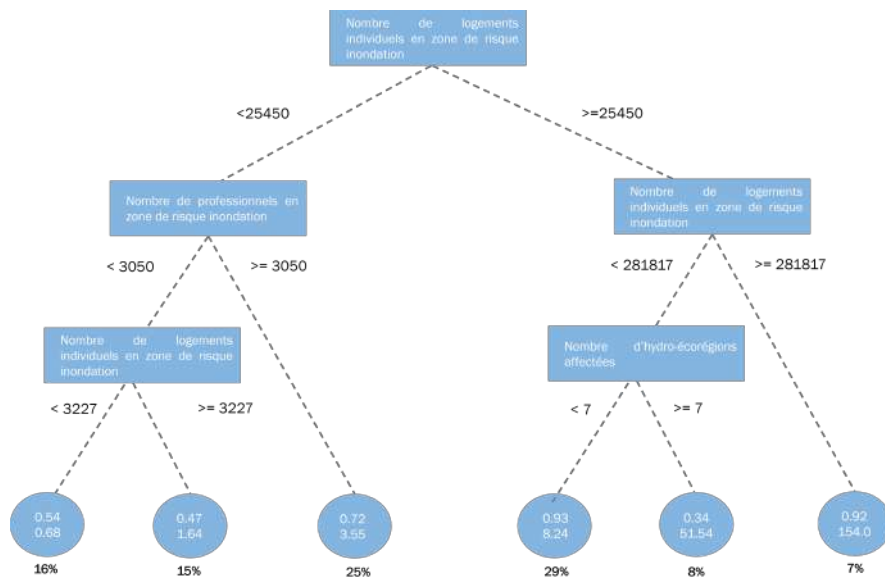 Nombre de logements
individuels en zone de risque
inondation
<25450
>=25450
Nombre de professionnels en
zone de risque inondation
Nombre de logements
individuels en zone de risque
inondation
< 3050
>= 3050
< 281817
>= 281817
Nombre de logements
individuels en zone de risque
inondation
Nombre d'hydro-écorégions
affectées
< 3227
>= 3227
< 7
>= 7
0.54
0.68
0.47
1.64
0.72
3.55
0.93
8.24
0.34
51.54
0.92
154.0
16%
15%
25%
29%
8%
7%